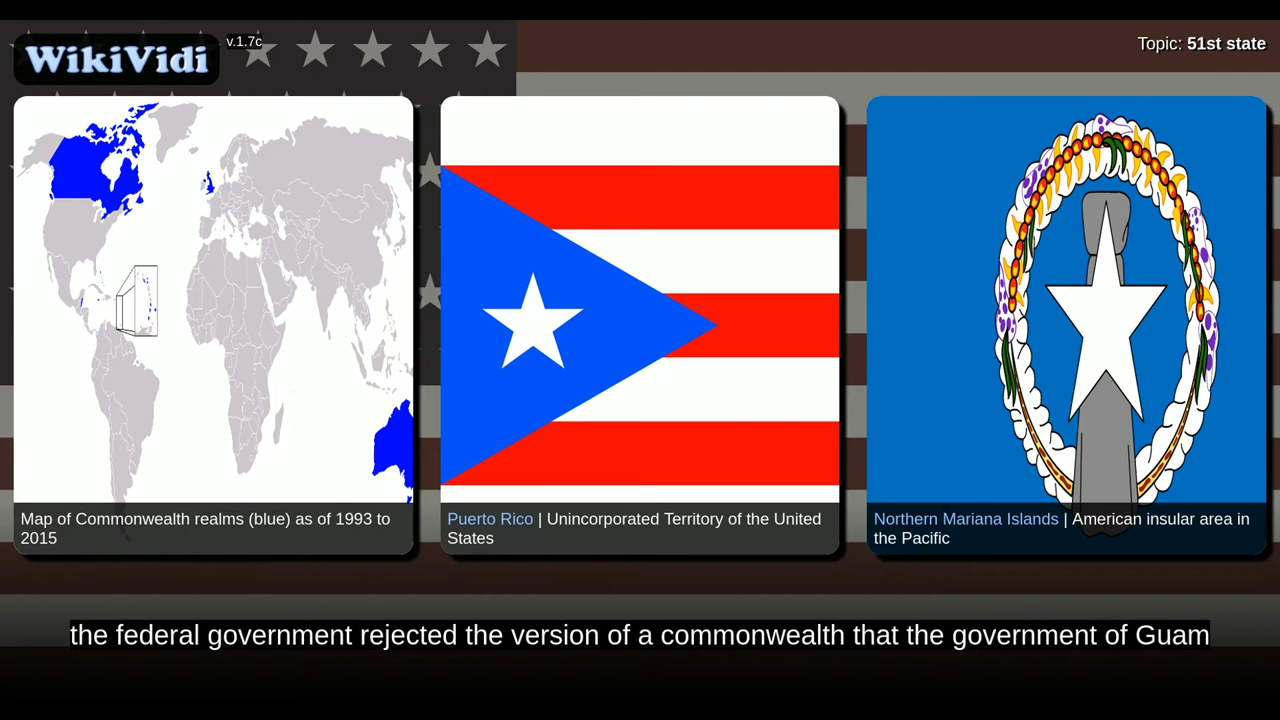 WikiVidi
v.1.7c
Topic: 51st state
Map of Commonwealth realms (blue) as of 1993 to
2015
Puerto Rico | Unincorporated Territory of the United
States
Northern Mariana Islands | American insular area in
the Pacific
the federal government rejected the version of a commonwealth that the government of Guam